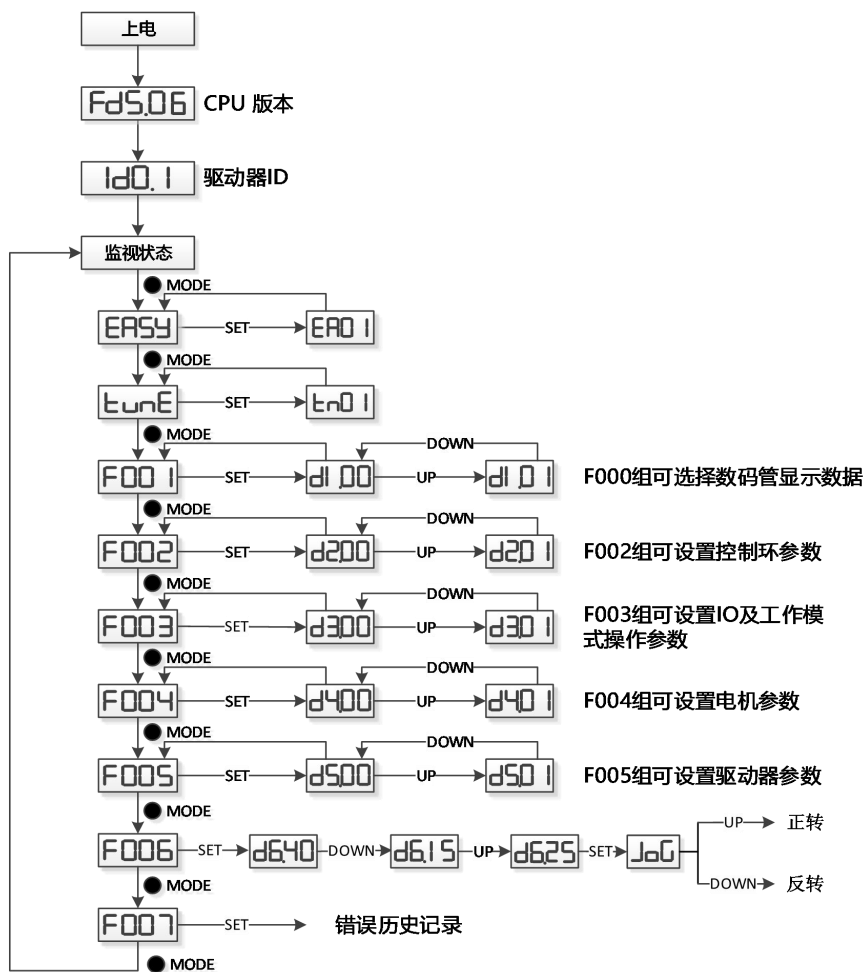 上电
Fd5.06 CPU 版本
Id0.1 驱动器ID
监视状态
MODE
EASY SET EA01
MODE
tunE SET tn01
MODE
DOWN
F001 SET d1.00 UP d1.01 F000组可选择数码管显示数据
MODE
DOWN
F002 SET d2.00 UP d2.01 F002组可设置控制环参数
MODE
DOWN
F003 SET d3.00 UP d3.01 F003组可设置IO及工作模
式操作参数
MODE
DOWN
F004 SET d4.00 UP d4.01 F004组可设置电机参数
MODE
DOWN
F005 SET d5.00 UP d5.01 F005组可设置驱动器参数
MODE
UP 正转
F006 SET d6.40 DOWN d6.15 UP d6.25 SET JoG
DOWN 反转
MODE
F007 SET 错误历史记录
MODE